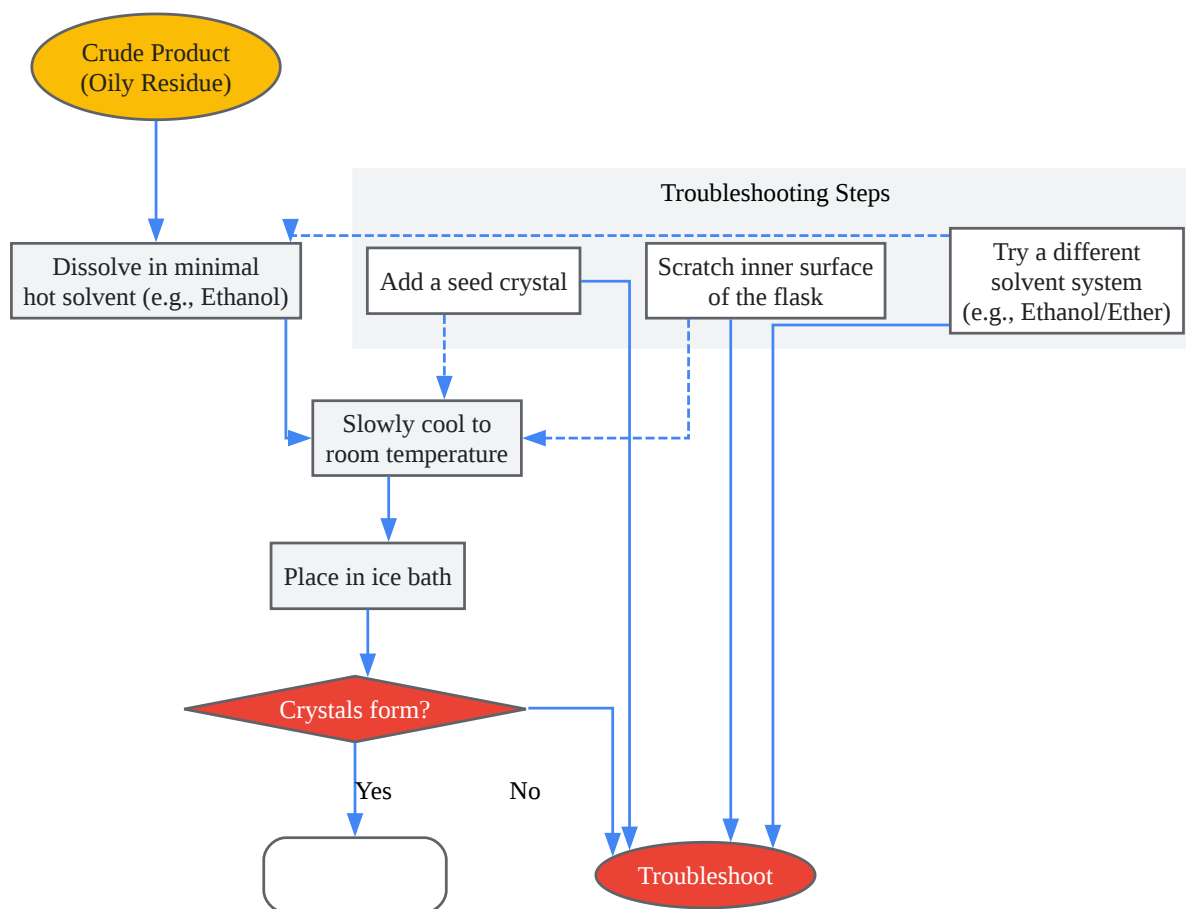 Crude Product
(Oily Residue)
Troubleshooting Steps
Dissolve in minimal
hot solvent (e.g., Ethanol)
Add a seed crystal
Scratch inner surface
of the flask
Try a different
solvent system
(e.g., Ethanol/Ether)
Slowly cool to
room temperature
Place in ice bath
Crystals form?
Yes
No
Troubleshoot